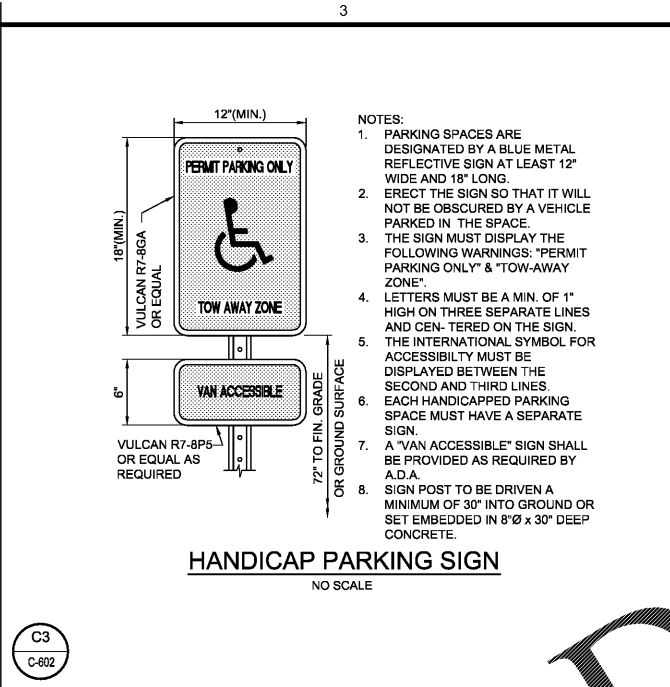 3
12"(MIN.)
PERMIT PARKING ONLY
18"(MIN.)
VULCAN R7-8GA
OR EQUAL
TOW AWAY ZONE
6"
VAN ACCESSIBLE
VULCAN R7-8P5
OR EQUAL AS
REQUIRED
72" TO FIN. GRADE
OR GROUND SURFACE
NOTES:
1. PARKING SPACES ARE
DESIGNATED BY A BLUE METAL
REFLECTIVE SIGN AT LEAST 12"
WIDE AND 18" LONG.
2. ERECT THE SIGN SO THAT IT WILL
NOT BE OBSCURED BY A VEHICLE
PARKED IN THE SPACE.
3. THE SIGN MUST DISPLAY THE
FOLLOWING WARNINGS: "PERMIT
PARKING ONLY" & "TOW-AWAY
ZONE".
4. LETTERS MUST BE A MIN. OF 1"
HIGH ON THREE SEPARATE LINES
AND CEN- TERED ON THE SIGN.
5. THE INTERNATIONAL SYMBOL FOR
ACCESSIBILTY MUST BE
DISPLAYED BETWEEN THE
SECOND AND THIRD LINES.
6. EACH HANDICAPPED PARKING
SPACE MUST HAVE A SEPARATE
SIGN.
7. A "VAN ACCESSIBLE" SIGN SHALL
BE PROVIDED AS REQUIRED BY
A.D.A.
8. SIGN POST TO BE DRIVEN A
MINIMUM OF 30" INTO GROUND OR
SET EMBEDDED IN 8"Ø x 30" DEEP
CONCRETE.
HANDICAP PARKING SIGN
NO SCALE
C3
C-602